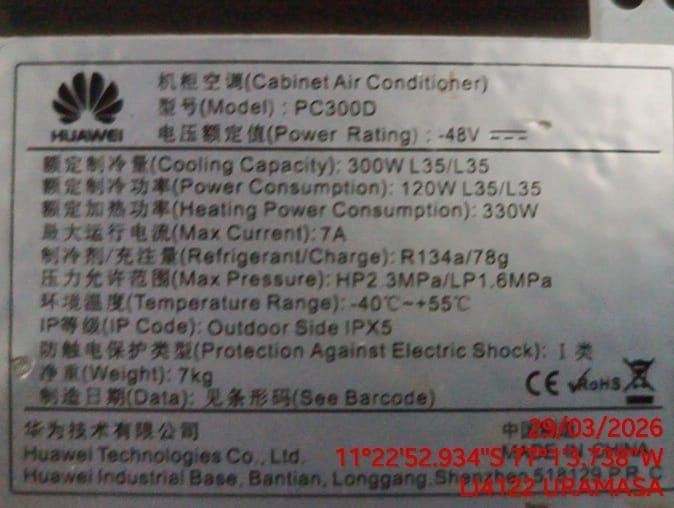 机柜空调(Cabinet Air Conditioner)
型号(Model) : PC300D
HUAWEI
电压额定值(Power Rating) : -48V
额定制冷量(Cooling Capacity): 300W L35/L35
额定制冷功率(Power Consumption): 120W L35/L35
额定加热功率(Heating Power Consumption): 330W
最大运行电流(Max Current): 7A
制冷剂/充注量(Refrigerant/Charge): R134a/78g
压力允许范围(Max Pressure): HP2.3MPa/LP1.6MPa
环境温度(Temperature Range): -40℃~+55℃
IP等级(IP Code): Outdoor Side IPX5
防触电保护类型(Protection Against Electric Shock): I 类
净重(Weight): 7kg
CE RoHS
制造日期(Data): 见条形码(See Barcode)
华为技术有限公司
中国
29/03/2026
Huawei Technologies Co., Ltd.
MADE IN CHINA
11°22'52.934"S 77°
Huawei Industrial Base, Bantian, Longgang,Shenzhen, 518129 P.R.C
LI4122 URAMASA